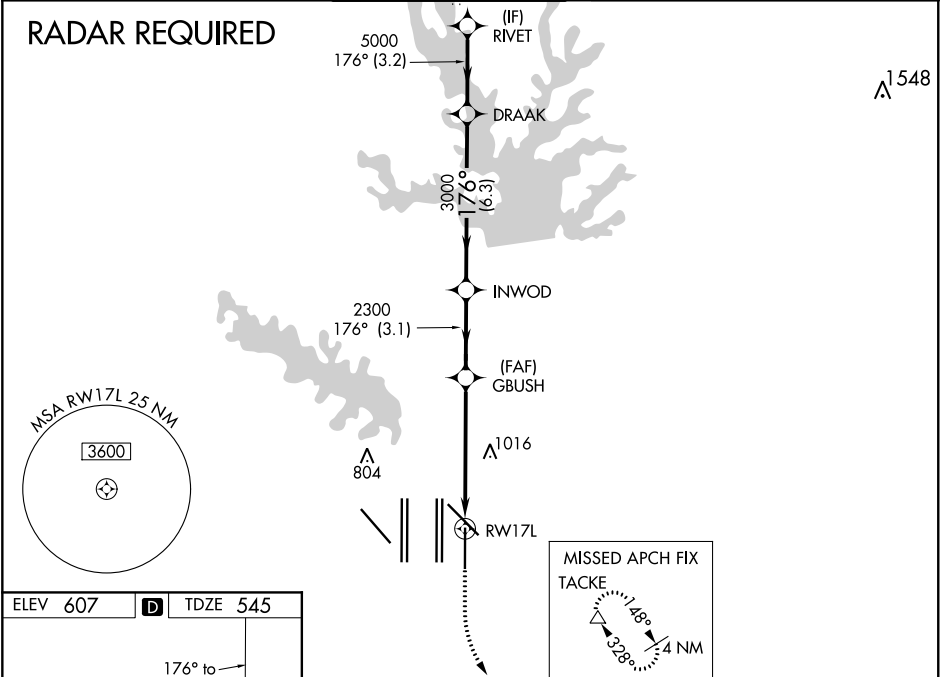 RADAR REQUIRED
(IF)
RIVET
5000
176° (3.2)
1548
DRAAK
3000
176°
(6.3)
INWOD
2300
176° (3.1)
(FAF)
GBUSH
MSA RW17L 25 NM
3600
1016
804
RW17L
MISSED APCH FIX
TACKE
148°
328°
4 NM
ELEV 607 D TDZE 545
176° to